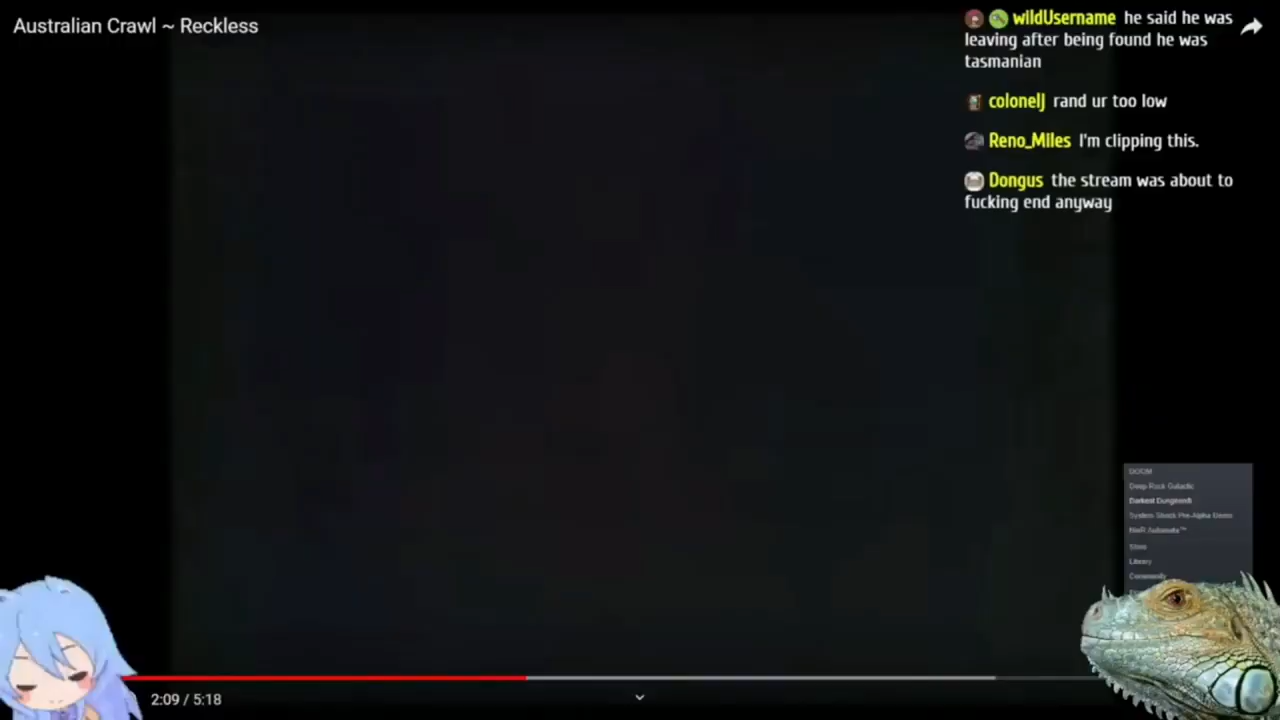 Australian Crawl ~ Reckless
wildUsername he said he was
leaving after being found he was
tasmanian
colonelJ rand ur too low
Reno_Miles I'm clipping this.
Dongus the stream was about to
fucking end anyway
DOOM
Deep Rock Galactic
Darkest Dungeon®
System Shock Pre-Alpha Demo
NieR:Automata™
Store
Library
Community
2:09 / 5:18